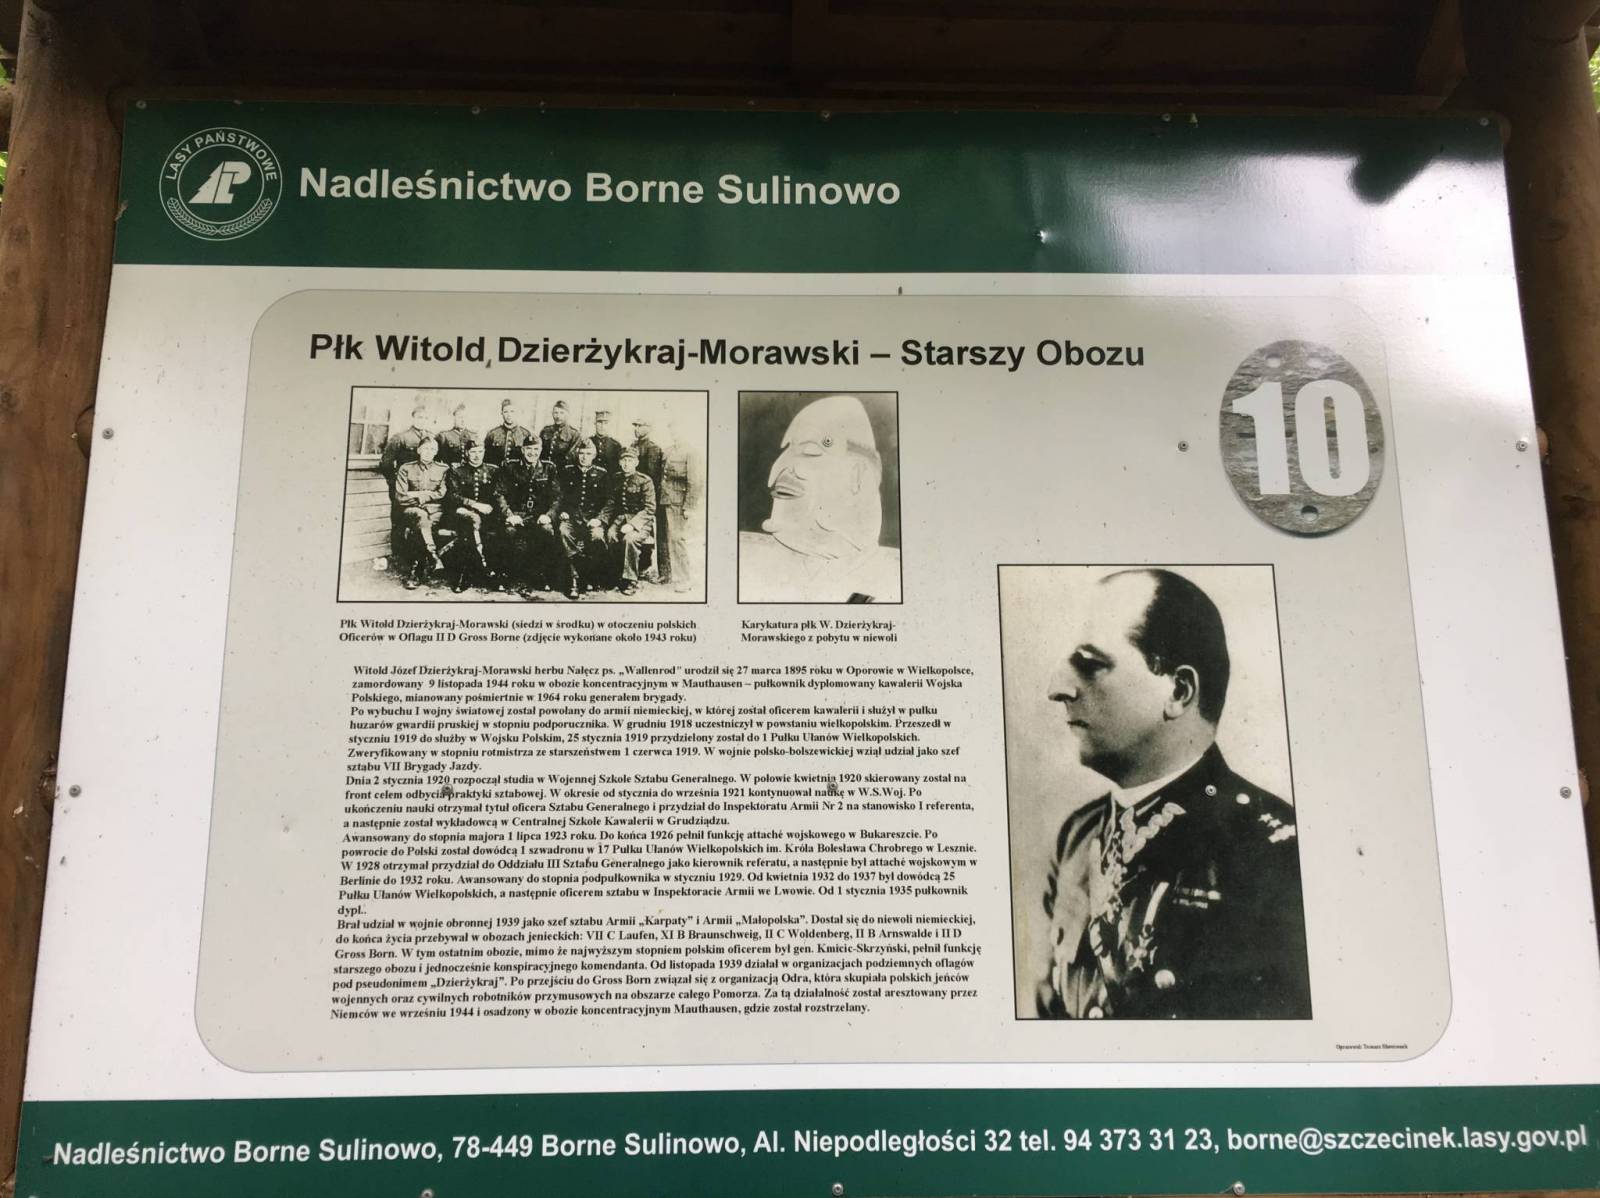 LASY PAŃSTWOWE
Nadleśnictwo Borne Sulinowo
Płk Witold Dzierżykraj-Morawski – Starszy Obozu
10
Płk Witold Dzierżykraj-Morawski (siedzi w środku) w otoczeniu polskich
Oficerów w Oflagu II D Gross Borne (zdjęcie wykonane około 1943 roku)
Karykatura płk W. Dzierżykraj-
Morawskiego z pobytu w niewoli
Witold Józef Dzierżykraj-Morawski herbu Nałęcz ps. „Wallenrod" urodził się 27 marca 1895 roku w Oporowie w Wielkopolsce,
zamordowany 9 listopada 1944 roku w obozie koncentracyjnym w Mauthausen – pułkownik dyplomowany kawalerii Wojska
Polskiego, mianowany pośmiertnie w 1964 roku generałem brygady.
Po wybuchu I wojny światowej został powołany do armii niemieckiej, w której został oficerem kawalerii i służył w pułku
huzarów gwardii pruskiej w stopniu podporucznika. W grudniu 1918 uczestniczył w powstaniu wielkopolskim. Przeszedł w
styczniu 1919 do służby w Wojsku Polskim, 25 stycznia 1919 przydzielony został do 1 Pułku Ułanów Wielkopolskich.
Zweryfikowany w stopniu rotmistrza ze starszeństwem 1 czerwca 1919. W wojnie polsko-bolszewickiej wziął udział jako szef
sztabu VII Brygady Jazdy.
Dnia 2 stycznia 1920 rozpoczął studia w Wojennej Szkole Sztabu Generalnego. W połowie kwietnia 1920 skierowany został na
front celem odbycia praktyki sztabowej. W okresie od stycznia do września 1921 kontynuował naukę w W.S.Woj. Po
ukończeniu nauki otrzymał tytuł oficera Sztabu Generalnego i przydział do Inspektoratu Armii Nr 2 na stanowisko I referenta,
a następnie został wykładowcą w Centralnej Szkole Kawalerii w Grudziądzu.
Awansowany do stopnia majora 1 lipca 1923 roku. Do końca 1926 pełnił funkcję attaché wojskowego w Bukareszcie. Po
powrocie do Polski został dowódcą 1 szwadronu w 17 Pułku Ułanów Wielkopolskich im. Króla Bolesława Chrobrego w Lesznie.
W 1928 otrzymał przydział do Oddziału III Sztabu Generalnego jako kierownik referatu, a następnie był attaché wojskowym w
Berlinie do 1932 roku. Awansowany do stopnia podpułkownika w styczniu 1929. Od kwietnia 1932 do 1937 był dowódcą 25
Pułku Ułanów Wielkopolskich, a następnie oficerem sztabu w Inspektoracie Armii we Lwowie. Od 1 stycznia 1935 pułkownik
dypl..
Brał udział w wojnie obronnej 1939 jako szef sztabu Armii „Karpaty" i Armii „Małopolska". Dostał się do niewoli niemieckiej,
do końca życia przebywał w obozach jenieckich: VII C Laufen, XI B Braunschweig, II C Woldenberg, II B Arnswalde i II D
Gross Born. W tym ostatnim obozie, mimo że najwyższym stopniem polskim oficerem był gen. Kmicic-Skrzyński, pełnił funkcję
starszego obozu i jednocześnie konspiracyjnego komendanta. Od listopada 1939 działał w organizacjach podziemnych oflagów
pod pseudonimem „Dzierżykraj". Po przejściu do Gross Born związał się z organizacją Odra, która skupiała polskich jeńców
wojennych oraz cywilnych robotników przymusowych na obszarze całego Pomorza. Za tą działalność został aresztowany przez
Niemców we wrześniu 1944 i osadzony w obozie koncentracyjnym Mauthausen, gdzie został rozstrzelany.
Nadleśnictwo Borne Sulinowo, 78-449 Borne Sulinowo, Al. Niepodległości 32 tel. 94 373 31 23, borne@szczecinek.lasy.gov.pl